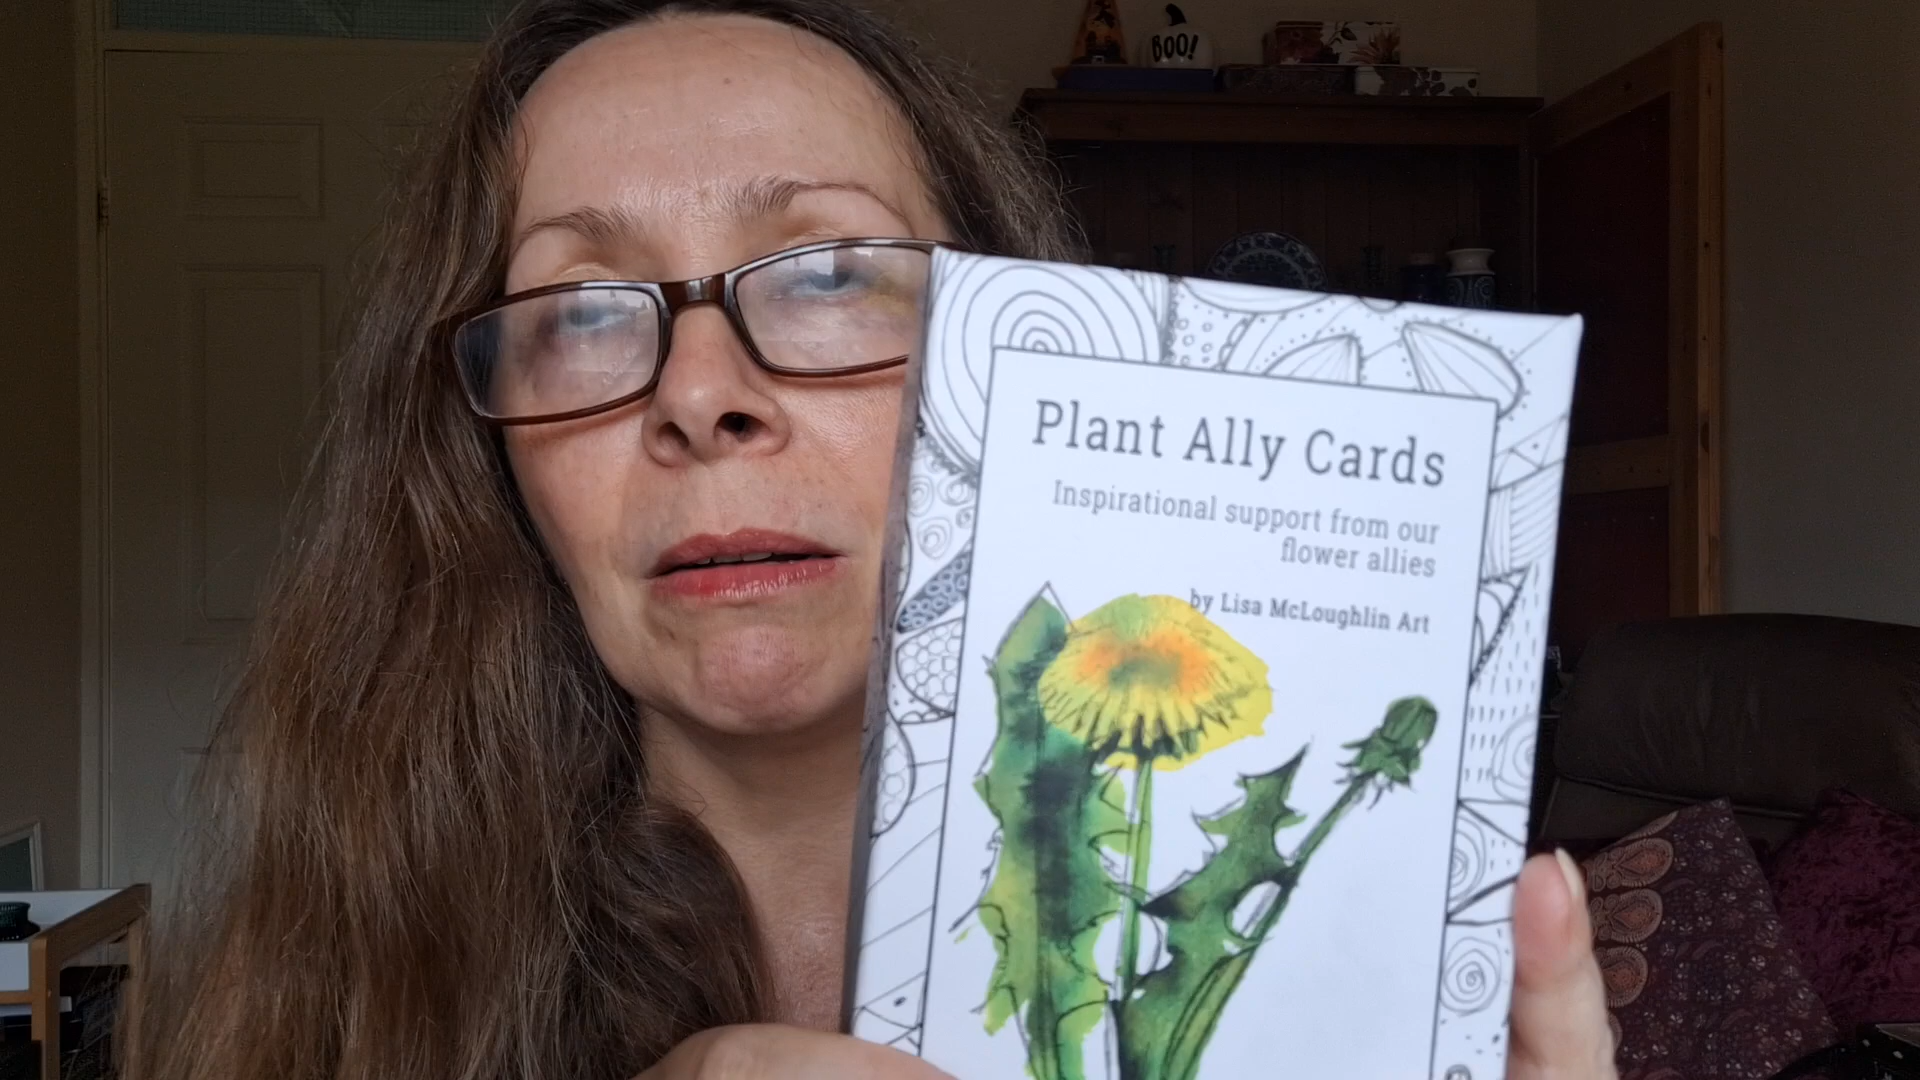 BOO!
Plant Ally Cards
Inspirational support from our
flower allies
by Lisa McLoughlin Art